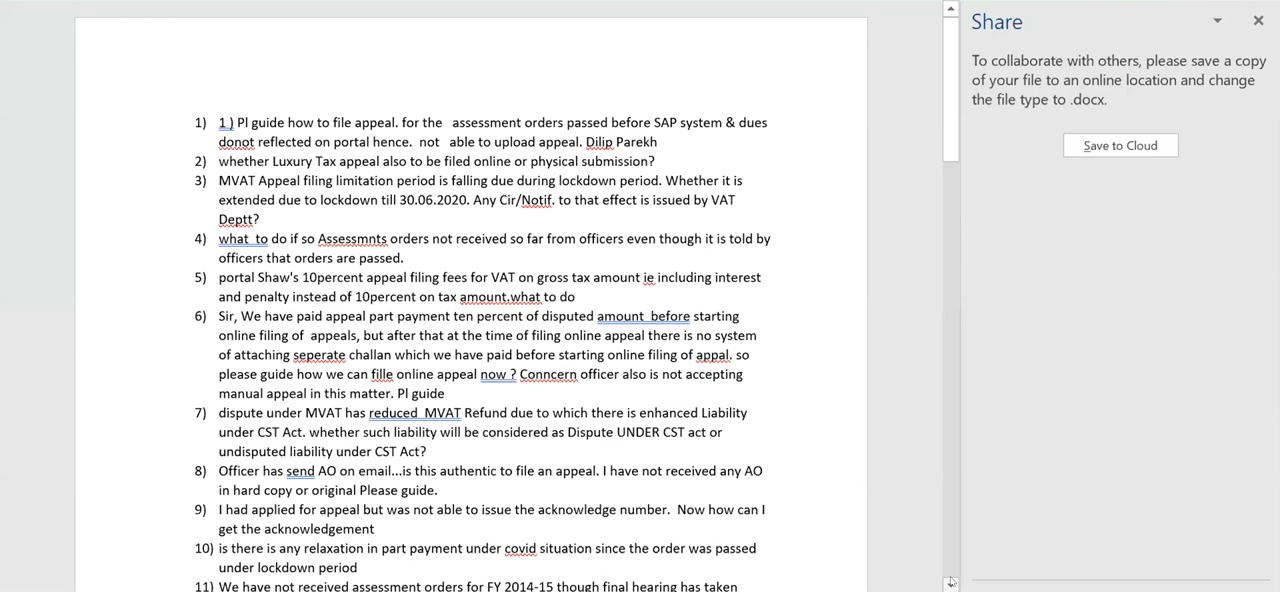 1) 1 ) Pl guide how to file appeal. for the assessment orders passed before SAP system & dues
donot reflected on portal hence. not able to upload appeal. Dilip Parekh
2) whether Luxury Tax appeal also to be filed online or physical submission?
3) MVAT Appeal filing limitation period is falling due during lockdown period. Whether it is
extended due to lockdown till 30.06.2020. Any Cir/Notif. to that effect is issued by VAT
Deptt?
4) what to do if so Assessmnts orders not received so far from officers even though it is told by
officers that orders are passed.
5) portal Shaw's 10percent appeal filing fees for VAT on gross tax amount ie including interest
and penalty instead of 10percent on tax amount.what to do
6) Sir, We have paid appeal part payment ten percent of disputed amount before starting
online filing of appeals, but after that at the time of filing online appeal there is no system
of attaching seperate challan which we have paid before starting online filing of appal. so
please guide how we can fille online appeal now ? Conncern officer also is not accepting
manual appeal in this matter. Pl guide
7) dispute under MVAT has reduced MVAT Refund due to which there is enhanced Liability
under CST Act. whether such liability will be considered as Dispute UNDER CST act or
undisputed liability under CST Act?
8) Officer has send AO on email...is this authentic to file an appeal. I have not received any AO
in hard copy or original Please guide.
9) I had applied for appeal but was not able to issue the acknowledge number. Now how can I
get the acknowledgement
10) is there is any relaxation in part payment under covid situation since the order was passed
under lockdown period
11) We have not received assessment orders for FY 2014-15 though final hearing has taken
Share
To collaborate with others, please save a copy
of your file to an online location and change
the file type to .docx.
Save to Cloud